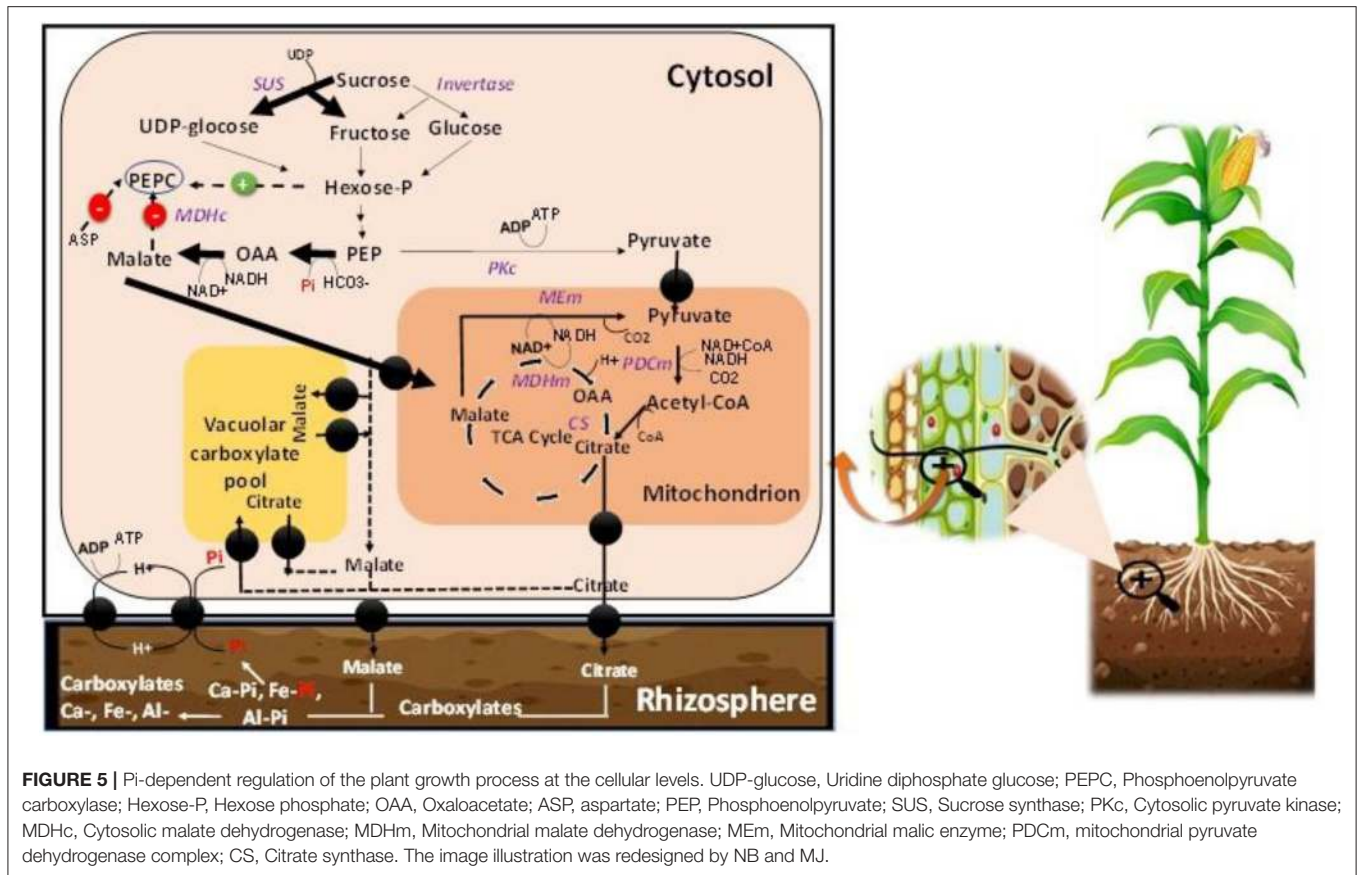 UDP
SUS
Sucrose
Invertase
Cytosol
UDP-glocose
Fructose
Glucose
PEPC
+
Hexose-P
-
-
MDHc
ASP
ADP ATP
Pyruvate
Malate
OAA
PEP
NAD+
NADH
Pi
HCO3-
PKc
MEm
Pyruvate
NADH
CO2
NAD+
H+
PDCm
NAD+CoA
NADH
CO2
MDHm
OAA
Malate
CS
Acetyl-CoA
TCA Cycle
Citrate
CoA
Malate
Vacuolar
carboxylate
pool
Citrate
Mitochondrion
ADP ATP
H+
Pi
Malate
Citrate
H+
Pi
Malate
Citrate
Carboxylates
Ca-Pi, Fe-Pi,
Rhizosphere
Ca-, Fe-, Al-
Al-Pi
Carboxylates
FIGURE 5 | Pi-dependent regulation of the plant growth process at the cellular levels. UDP-glucose, Uridine diphosphate glucose; PEPC, Phosphoenolpyruvate
carboxylase; Hexose-P, Hexose phosphate; OAA, Oxaloacetate; ASP, aspartate; PEP, Phosphoenolpyruvate; SUS, Sucrose synthase; PKc, Cytosolic pyruvate kinase;
MDHc, Cytosolic malate dehydrogenase; MDHm, Mitochondrial malate dehydrogenase; MEm, Mitochondrial malic enzyme; PDCm, mitochondrial pyruvate
dehydrogenase complex; CS, Citrate synthase. The image illustration was redesigned by NB and MJ.